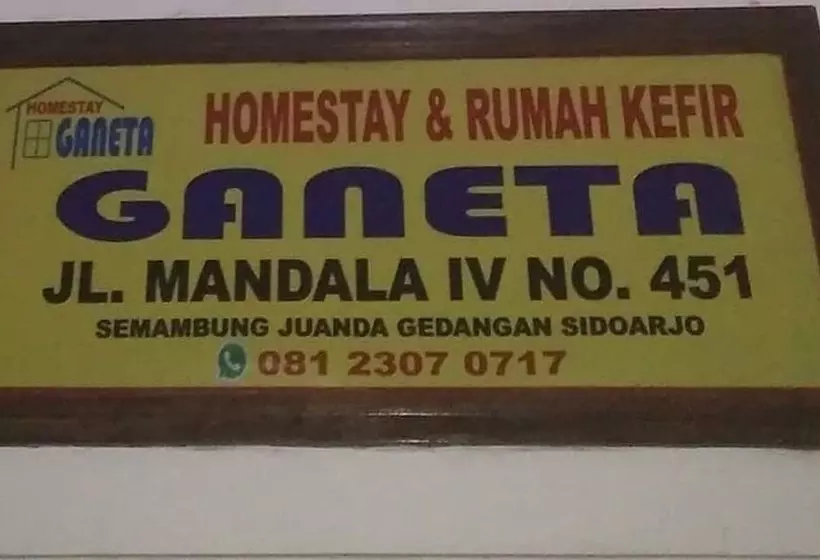 HOMESTAY
GANETA
HOMESTAY & RUMAH KEFIR
GANETA
JL. MANDALA IV NO. 451
SEMAMBUNG JUANDA GEDANGAN SIDOARJO
081 2307 0717